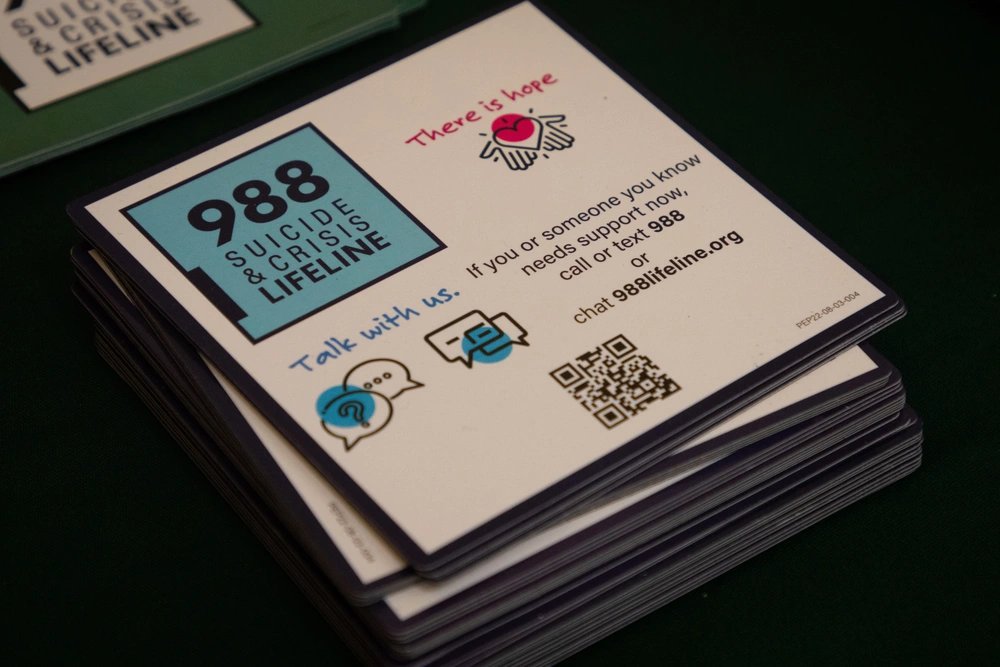 SUICIDE
& CRISIS
LIFELINE
There is hope
988
SUICIDE
& CRISIS
LIFELINE
If you or someone you know
needs support now,
call or text 988
or
chat 988lifeline.org
Talk with us.
?
PEP22-08-03-004